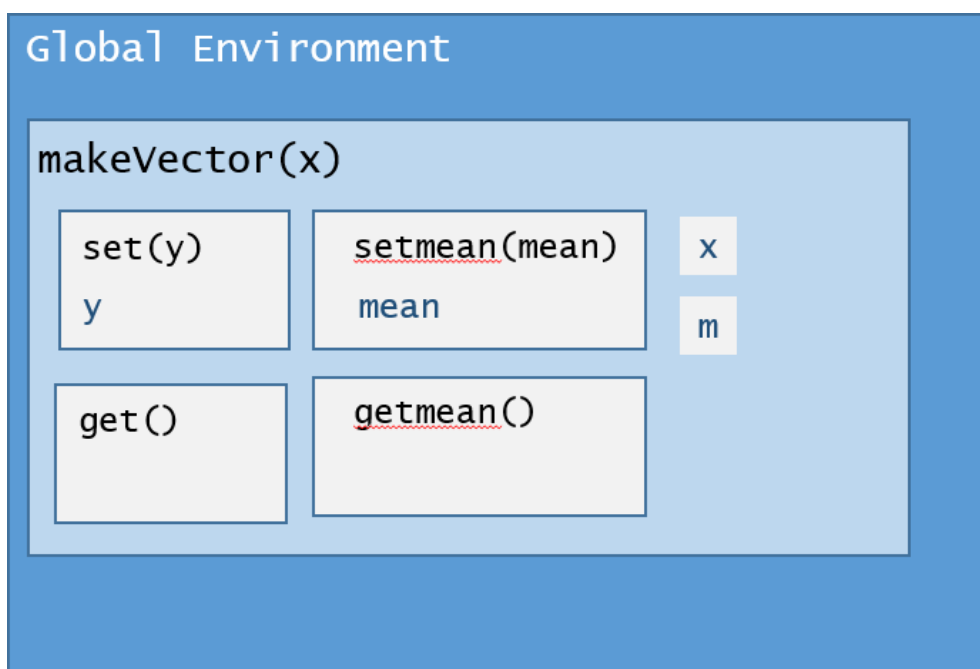 Global Environment
makeVector(x)
set(y)
y
setmean(mean)
mean
x
m
get()
getmean()